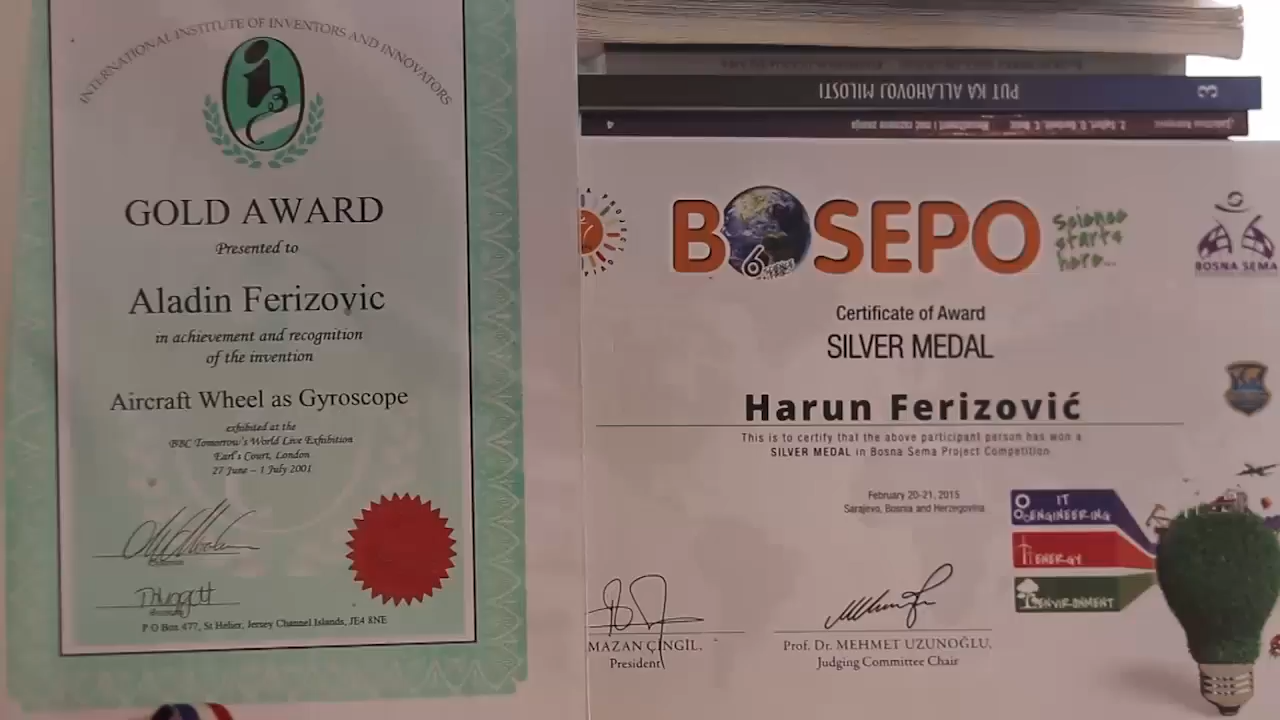 INTERNATIONAL INSTITUTE OF INVENTORS AND INNOVATORS
GOLD AWARD
Presented to
Aladin Ferizovic
in achievement and recognition
of the invention
Aircraft Wheel as Gyroscope
exhibited at the
BBC Tomorrow's World Live Exhibition
Earl's Court, London
27 June – 1 July 2001
P O Box 477, St Helier, Jersey Channel Islands, JE4 8NE
PUT KA ALLAHOVOJ MILOSTI 3
4
BOSEPO
6
Science
starts
here...
BOSNA SEMA
Certificate of Award
SILVER MEDAL
Harun Ferizović
This is to certify that the above participant person has won a
SILVER MEDAL in Bosna Sema Project Competition
February 20-21, 2015
Sarajevo, Bosnia and Herzegovina
IT
ENGINEERING
ENERGY
ENVIRONMENT
MAZAN ÇINGIL,
President
Prof. Dr. MEHMET UZUNOĞLU,
Judging Committee Chair